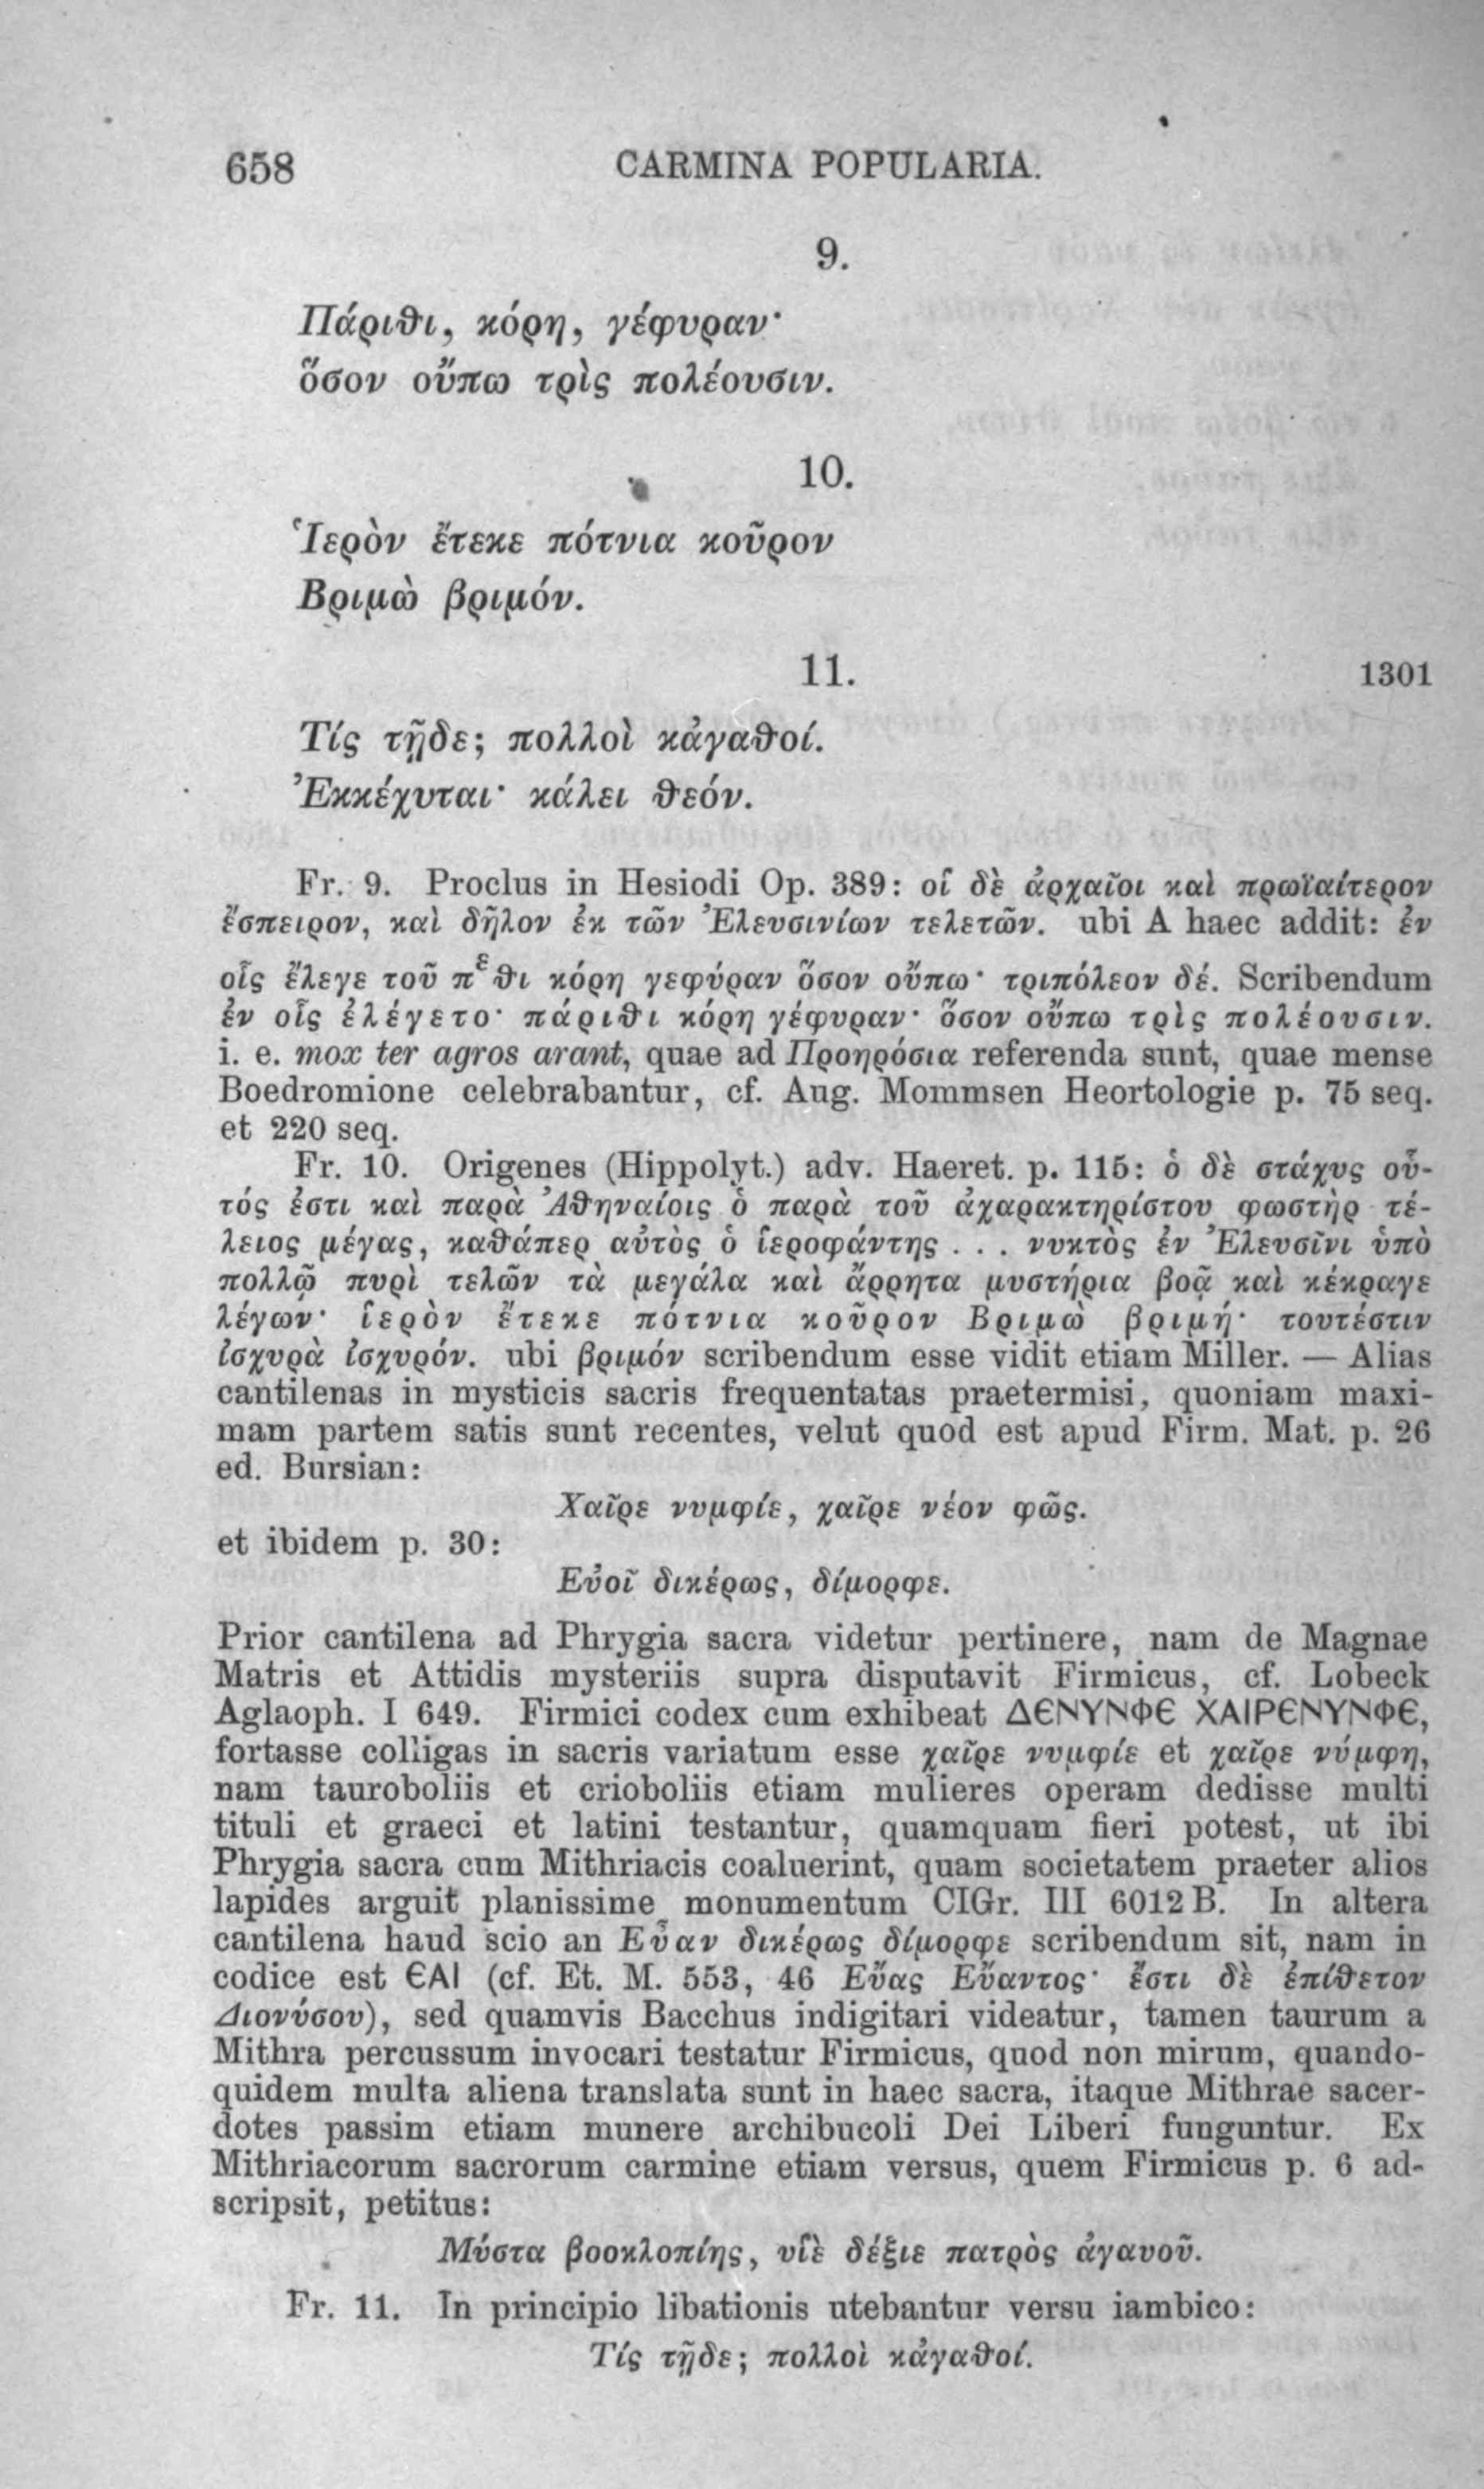 658 CARMINA POPULARIA.
9.
Πάριθι, κόρη, γέφυραν·
ὅσον οὔπω τρὶς πολέουσιν.
10.
Ἱερὸν ἔτεκε πότνια κοῦρον
Βριμὼ βριμόν.
11. 1301
Τίς τῇδε; πολλοὶ κἀγαθοί.
Ἐκκέχυται· κάλει θεόν.
Fr. 9. Proclus in Hesiodi Op. 389: οἱ δὲ ἀρχαῖοι καὶ πρωϊαίτερον
ἔσπειρον, καὶ δῆλον ἐκ τῶν Ἐλευσινίων τελετῶν. ubi A haec addit: ἐν
οἷς ἔλεγε τοῦ πεθι κόρη γεφύραν ὅσον οὔπω· τριπόλεον δέ. Scribendum
ἐν οἷς ἐλέγετο· πάριθι κόρη γέφυραν· ὅσον οὔπω τρὶς πολέουσιν.
i. e. mox ter agros arant, quae ad Προηρόσια referenda sunt, quae mense
Boedromione celebrabantur, cf. Aug. Mommsen Heortologie p. 75 seq.
et 220 seq.
Fr. 10. Origenes (Hippolyt.) adv. Haeret. p. 115: ὁ δὲ στάχυς οὗ-
τός ἐστι καὶ παρὰ Ἀθηναίοις ὁ παρὰ τοῦ ἀχαρακτηρίστου φωστὴρ τέ-
λειος μέγας, καθάπερ αὐτὸς ὁ ἱεροφάντης . . . νυκτὸς ἐν Ἐλευσῖνι ὑπὸ
πολλῷ πυρὶ τελῶν τὰ μεγάλα καὶ ἄρρητα μυστήρια βοᾷ καὶ κέκραγε
λέγων· ἱερὸν ἔτεκε πότνια κοῦρον Βριμὼ βριμή· τουτέστιν
ἰσχυρὰ ἰσχυρόν. ubi βριμόν scribendum esse vidit etiam Miller. — Alias
cantilenas in mysticis sacris frequentatas praetermisi, quoniam maxi-
mam partem satis sunt recentes, velut quod est apud Firm. Mat. p. 26
ed. Bursian:
Χαῖρε νυμφίε, χαῖρε νέον φῶς.
et ibidem p. 30:
Εὐοῖ δικέρως, δίμορφε.
Prior cantilena ad Phrygia sacra videtur pertinere, nam de Magnae
Matris et Attidis mysteriis supra disputavit Firmicus, cf. Lobeck
Aglaoph. I 649. Firmici codex cum exhibeat ΔЄΝΥΝΦЄ ΧΑΙΡЄΝΥΝΦЄ,
fortasse colligas in sacris variatum esse χαῖρε νυμφίε et χαῖρε νύμφη,
nam tauroboliis et crioboliis etiam mulieres operam dedisse multi
tituli et graeci et latini testantur, quamquam fieri potest, ut ibi
Phrygia sacra cum Mithriacis coaluerint, quam societatem praeter alios
lapides arguit planissime monumentum CIGr. III 6012 B. In altera
cantilena haud scio an Εὖαν δικέρως δίμορφε scribendum sit, nam in
codice est ЄΑΙ (cf. Et. M. 553, 46 Εὔας Εὔαντος· ἔστι δὲ ἐπίθετον
Διονύσου), sed quamvis Bacchus indigitari videatur, tamen taurum a
Mithra percussum invocari testatur Firmicus, quod non mirum, quando-
quidem multa aliena translata sunt in haec sacra, itaque Mithrae sacer-
dotes passim etiam munere archibucoli Dei Liberi funguntur. Ex
Mithriacorum sacrorum carmine etiam versus, quem Firmicus p. 6 ad-
scripsit, petitus:
Μύστα βοοκλοπίης, υἱὲ δέξιε πατρὸς ἀγαυοῦ.
Fr. 11. In principio libationis utebantur versu iambico:
Τίς τῇδε; πολλοὶ κἀγαθοί.